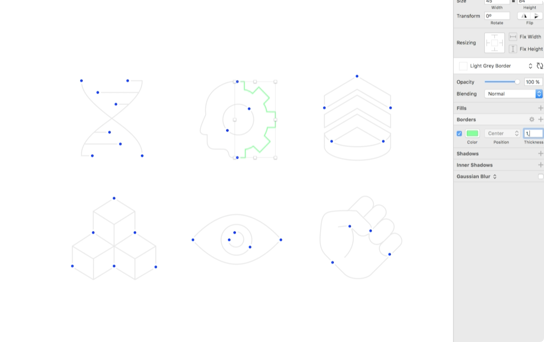 Size
Width Height
Transform 0°
Rotate Flip
Resizing
Fix Width
Fix Height
Light Grey Border
Opacity 100 %
Blending Normal
Fills
Borders
Center 1
Color Position Thickness
Shadows
Inner Shadows
Gaussian Blur